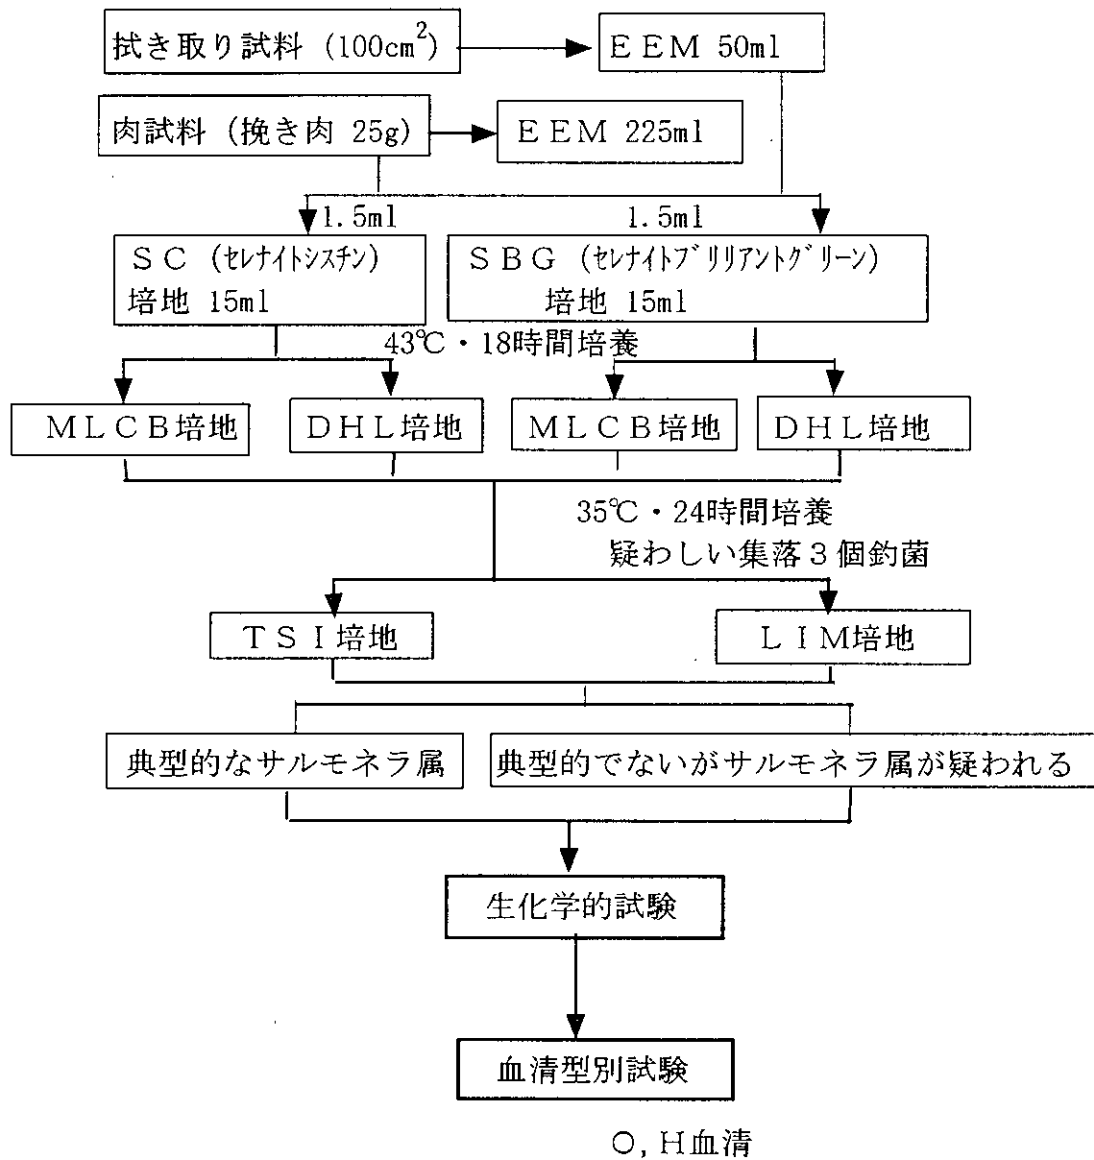 拭き取り試料 (100cm²)
EEM 50ml
肉試料 (挽き肉 25g)
EEM 225ml
1.5ml
1.5ml
SC (ｾﾚﾅｲﾄｼｽﾁﾝ)
培地 15ml
SBG (ｾﾚﾅｲﾄﾌﾞﾘﾘｱﾝﾄｸﾞﾘｰﾝ)
培地 15ml
43℃・18時間培養
MLCB培地
DHL培地
MLCB培地
DHL培地
35℃・24時間培養
疑わしい集落３個釣菌
TSI培地
LIM培地
典型的なサルモネラ属
典型的でないがサルモネラ属が疑われる
生化学的試験
血清型別試験
O, H血清